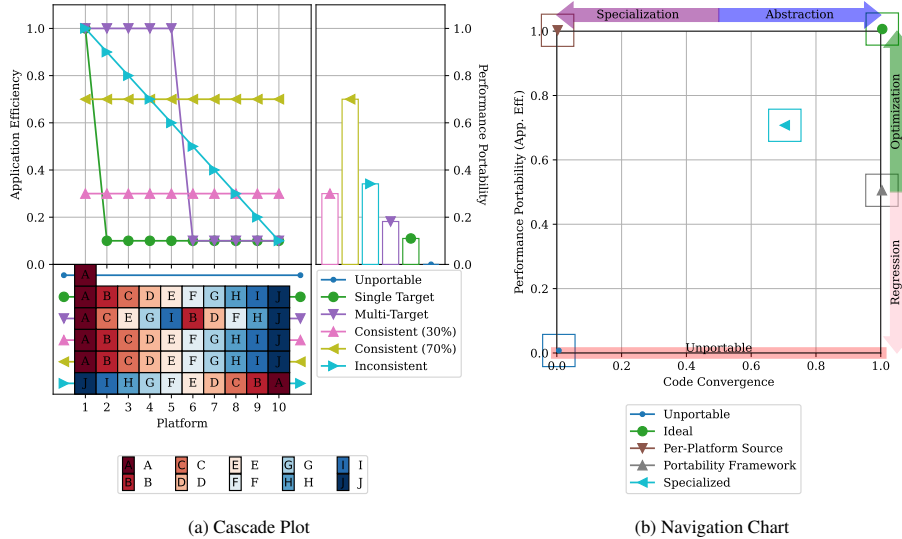 1.0
0.8
0.6
0.4
0.2
0.0
Application Efficiency
1.0
0.8
0.6
0.4
0.2
0.0
Performance Portability
A
A B C D E F G H I J
A C E G I B D F H J
A B C D E F G H I J
A B C D E F G H I J
J I H G F E D C B A
1 2 3 4 5 6 7 8 9 10
Platform
Unportable
Single Target
Multi-Target
Consistent (30%)
Consistent (70%)
Inconsistent
A A C C E E G G I I
B B D D F F H H J J
(a) Cascade Plot
Specialization Abstraction
1.0
0.8
0.6
0.4
0.2
0.0
Performance Portability (App. Eff.)
Optimization
Regression
Unportable
0.0 0.2 0.4 0.6 0.8 1.0
Code Convergence
Unportable
Ideal
Per-Platform Source
Portability Framework
Specialized
(b) Navigation Chart